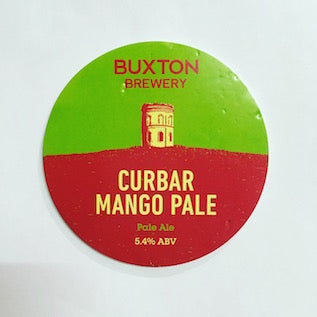 BUXTON
BREWERY
CURBAR
MANGO PALE
Pale Ale
5.4% ABV